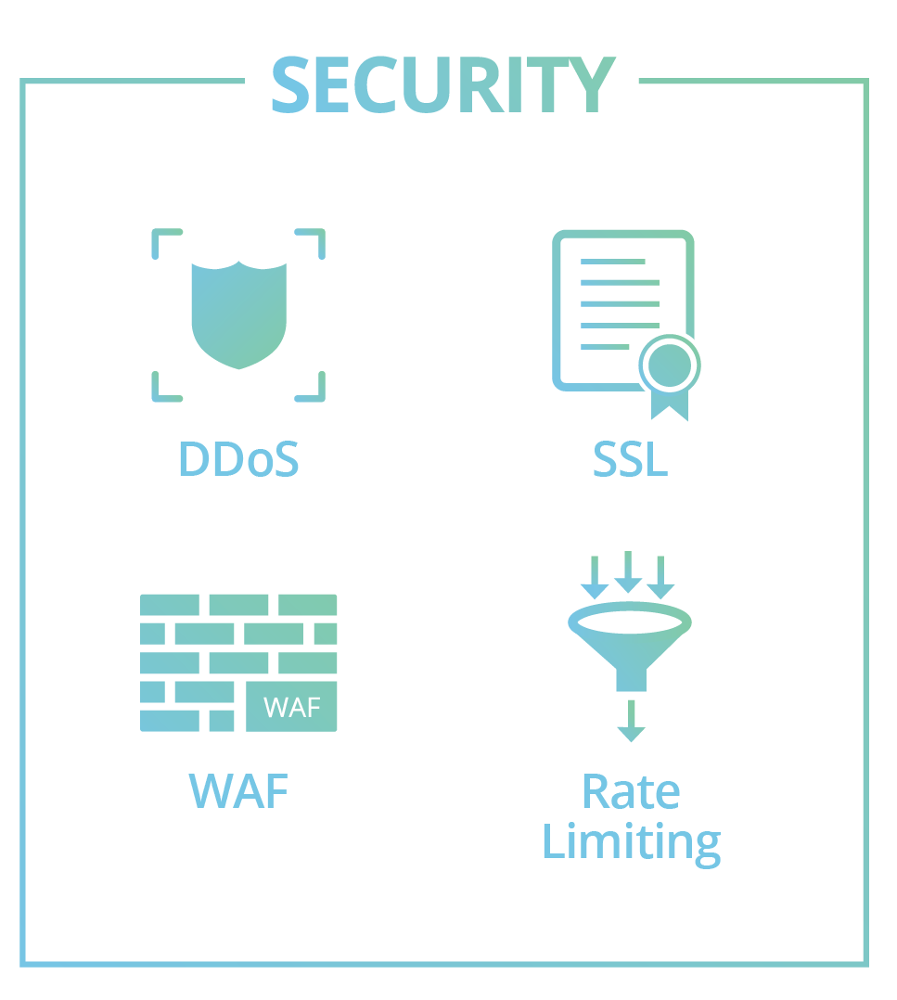 SECURITY
DDoS
SSL
WAF
WAF
Rate
Limiting